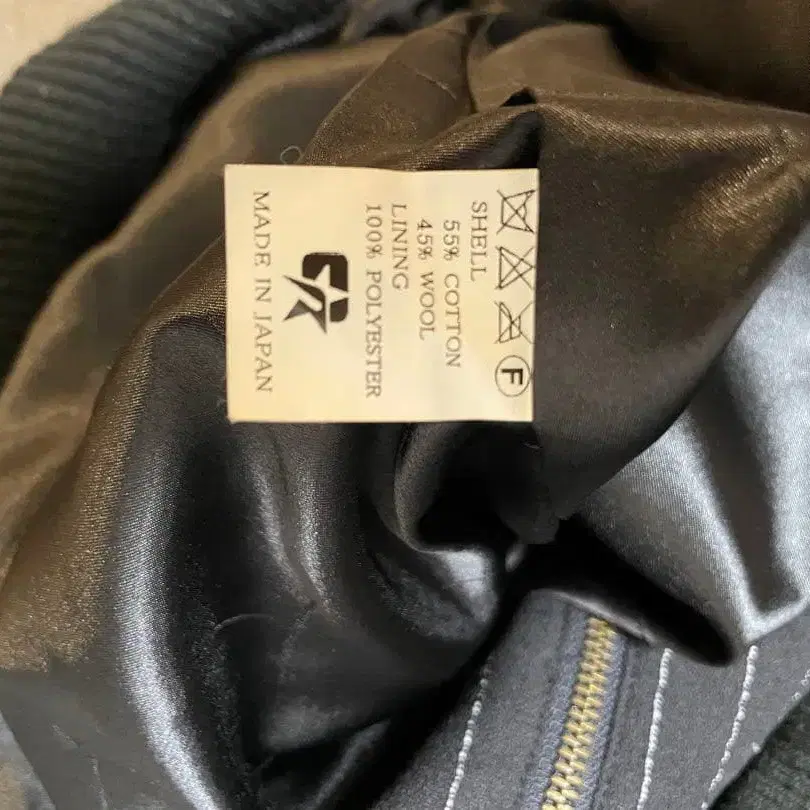 F
SHELL
55% COTTON
45% WOOL
LINING
100% POLYESTER
MADE IN JAPAN